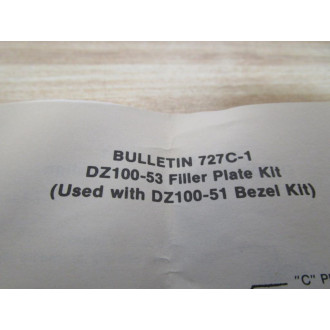 BULLETIN 727C-1
DZ100-53 Filler Plate Kit
(Used with DZ100-51 Bezel Kit)
"C"